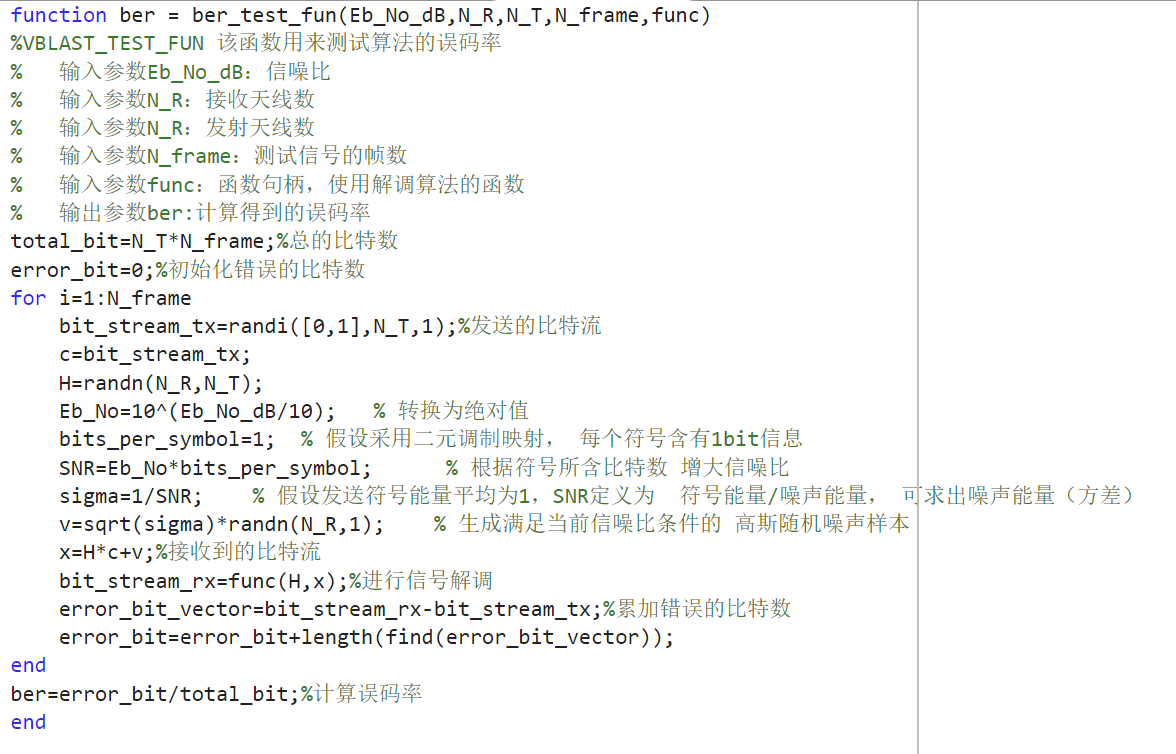 function ber = ber_test_fun(Eb_No_dB,N_R,N_T,N_frame,func)
%VBLAST_TEST_FUN 该函数用来测试算法的误码率
%   输入参数Eb_No_dB：信噪比
%   输入参数N_R：接收天线数
%   输入参数N_R：发射天线数
%   输入参数N_frame：测试信号的帧数
%   输入参数func：函数句柄，使用解调算法的函数
%   输出参数ber:计算得到的误码率
total_bit=N_T*N_frame;%总的比特数
error_bit=0;%初始化错误的比特数
for i=1:N_frame
    bit_stream_tx=randi([0,1],N_T,1);%发送的比特流
    c=bit_stream_tx;
    H=randn(N_R,N_T);
    Eb_No=10^(Eb_No_dB/10);   % 转换为绝对值
    bits_per_symbol=1;  % 假设采用二元调制映射， 每个符号含有1bit信息
    SNR=Eb_No*bits_per_symbol;      % 根据符号所含比特数 增大信噪比
    sigma=1/SNR;    % 假设发送符号能量平均为1，SNR定义为  符号能量/噪声能量， 可求出噪声能量（方差）
    v=sqrt(sigma)*randn(N_R,1);    % 生成满足当前信噪比条件的 高斯随机噪声样本
    x=H*c+v;%接收到的比特流
    bit_stream_rx=func(H,x);%进行信号解调
    error_bit_vector=bit_stream_rx-bit_stream_tx;%累加错误的比特数
    error_bit=error_bit+length(find(error_bit_vector));
end
ber=error_bit/total_bit;%计算误码率
end